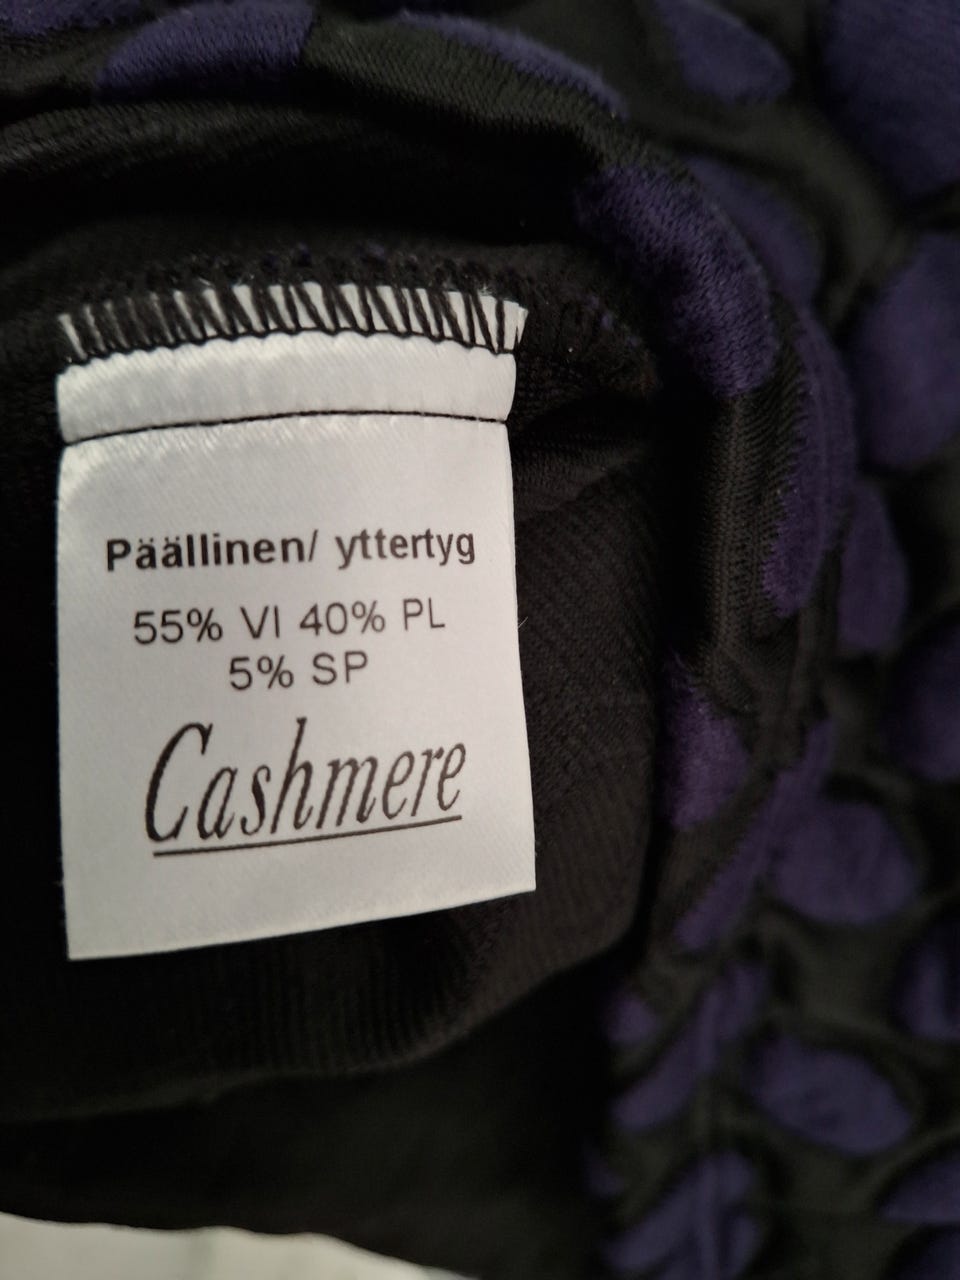 Päällinen/ yttertyg
55% VI 40% PL
5% SP
Cashmere